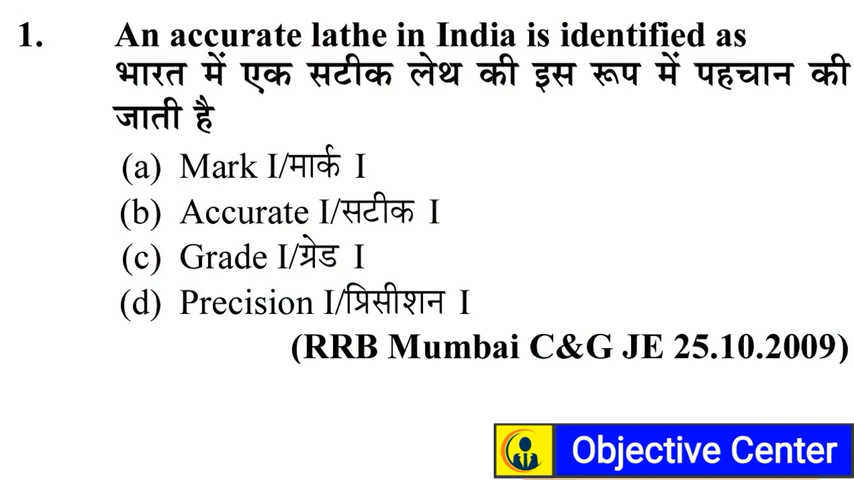 1. An accurate lathe in India is identified as
भारत में एक सटीक लेथ की इस रूप में पहचान की
जाती है
(a) Mark I/मार्क I
(b) Accurate I/सटीक I
(c) Grade I/ग्रेड I
(d) Precision I/प्रिसीशन I
(RRB Mumbai C&G JE 25.10.2009)
Objective Center